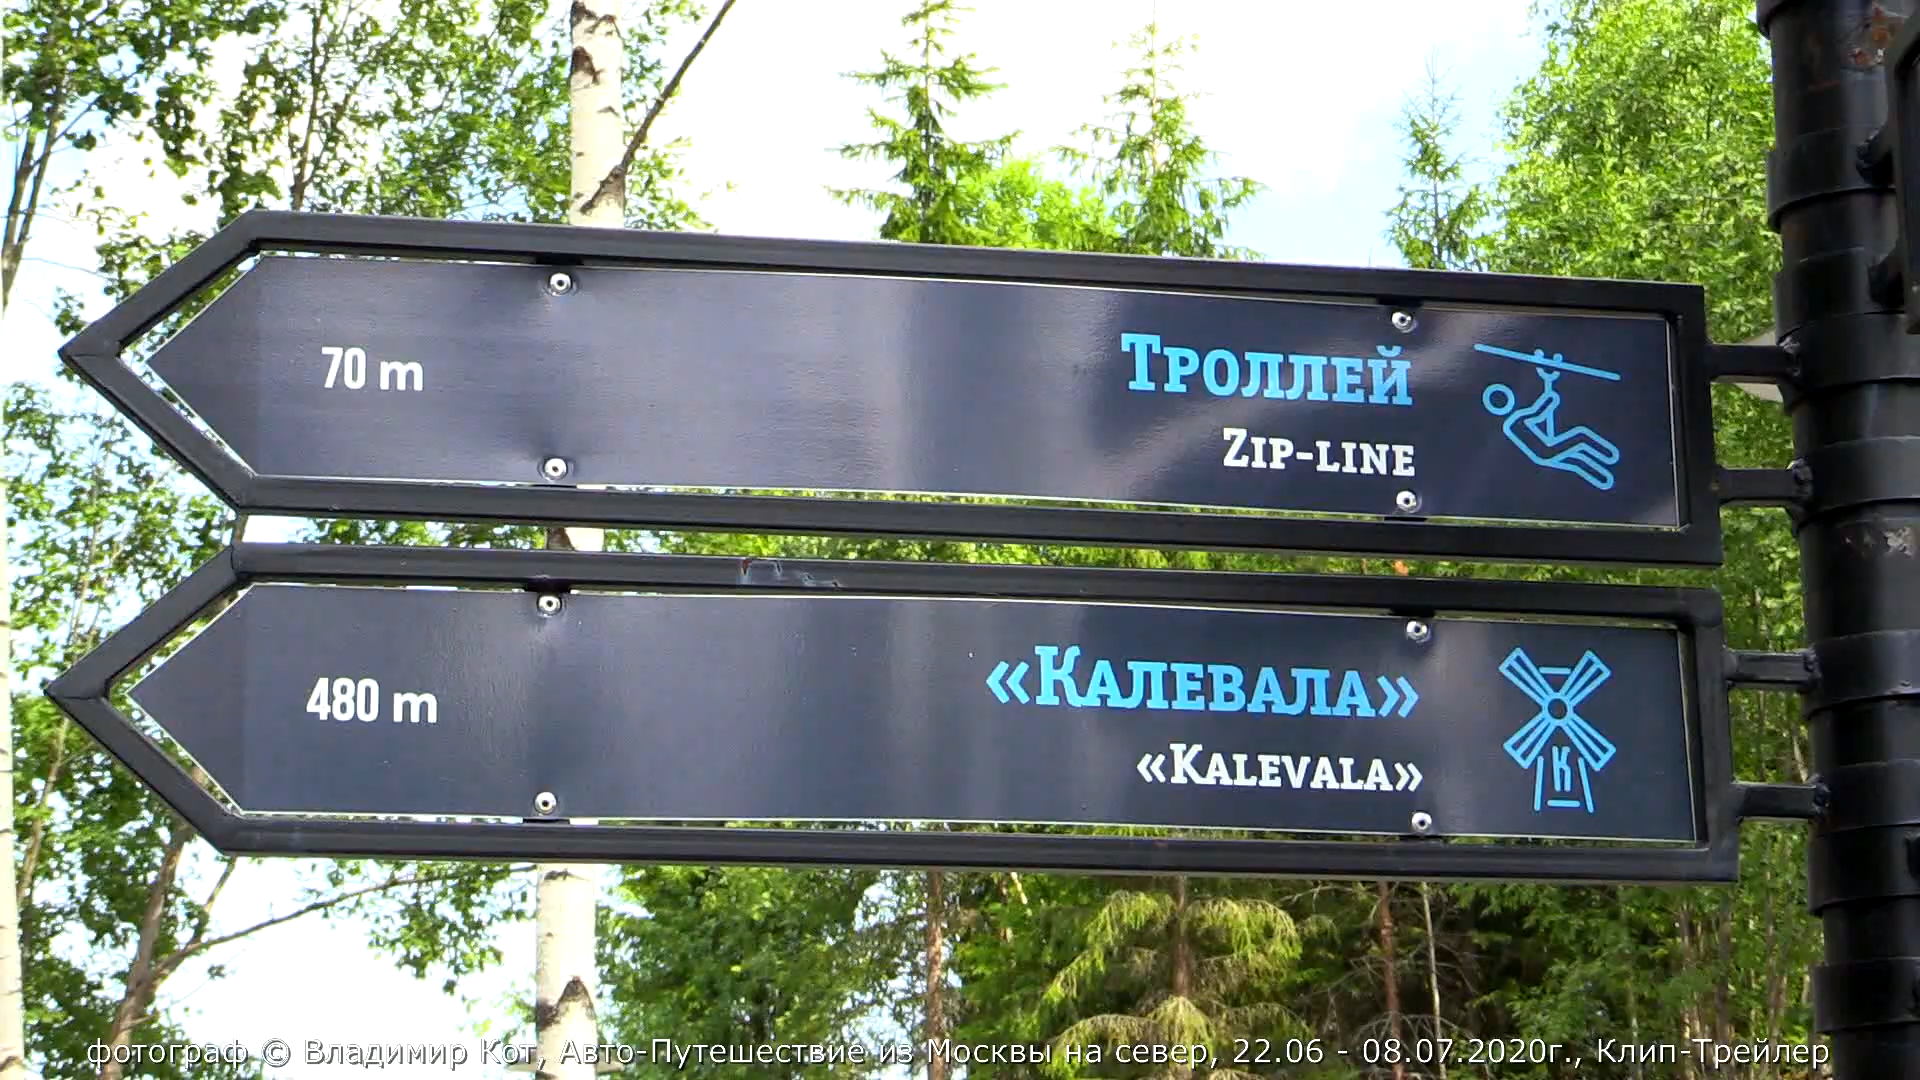 70 m
Троллей
Zip-line
480 m
«Калевала»
«Kalevala»
K
фотограф © Владимир Кот, Авто-Путешествие из Москвы на север, 22.06 - 08.07.2020г., Клип-Трейлер